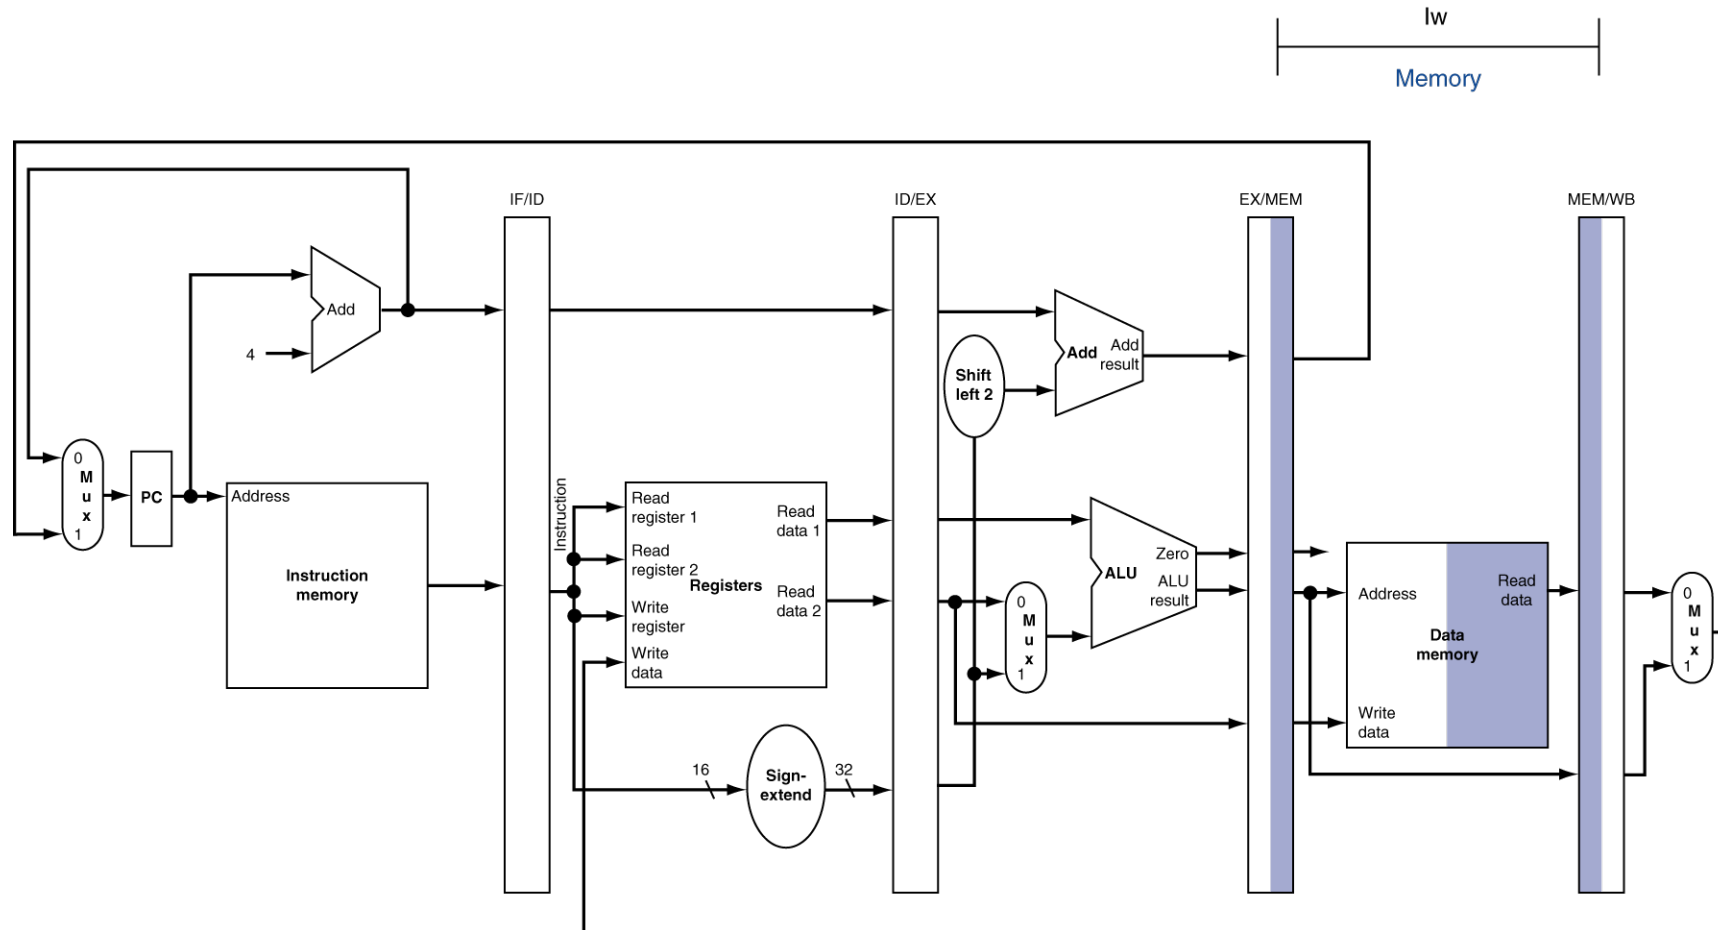 lw
Memory
IF/ID
ID/EX
EX/MEM
MEM/WB
Add
4
Add
Add
result
Shift
left 2
0
M
u
x
1
PC
Address
Instruction
memory
Instruction
Read
register 1
Read
register 2
Write
register
Write
data
Registers
Read
data 1
Read
data 2
16
Sign-
extend
32
0
M
u
x
1
ALU
Zero
ALU
result
Address
Read
data
Data
memory
Write
data
0
M
u
x
1